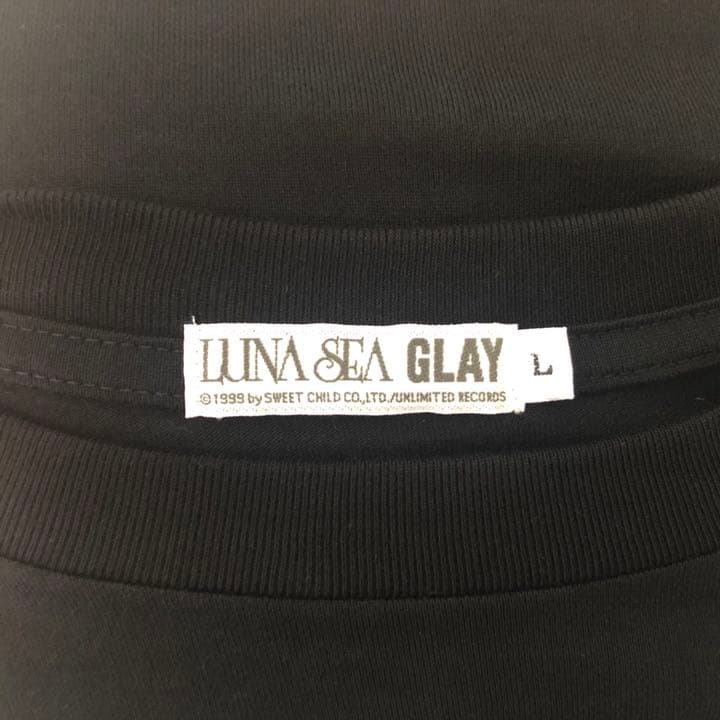 LUNA SEA GLAY
©1999 by SWEET CHILD CO.,LTD./UNLIMITED RECORDS
L